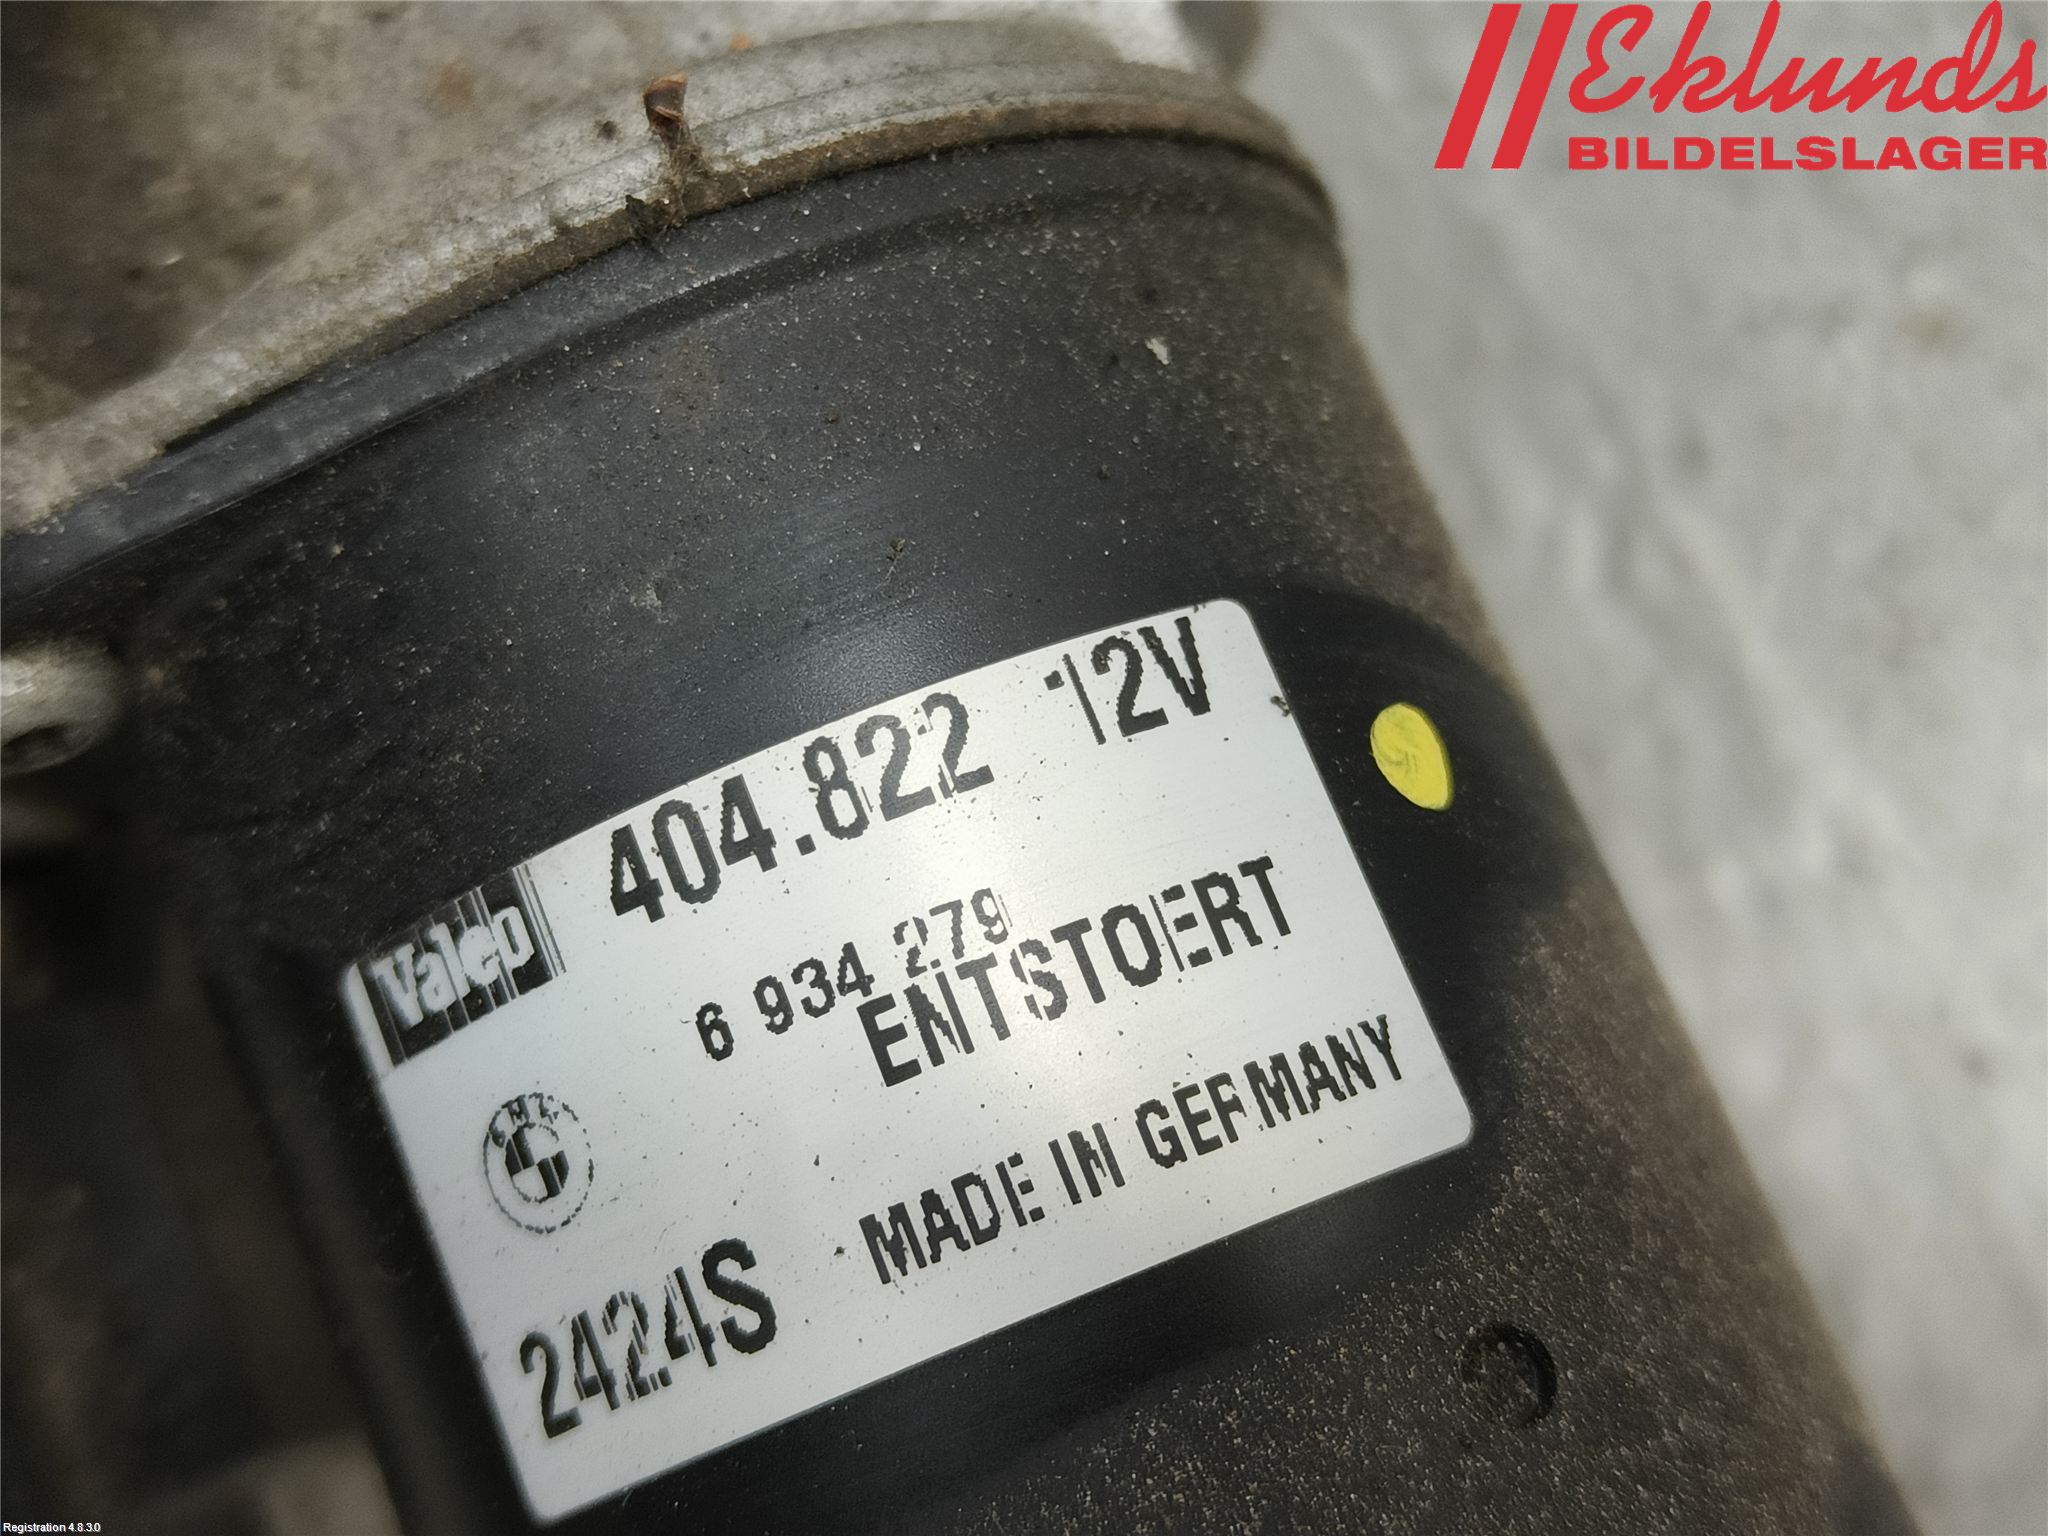 Eklunds
BILDELSLAGER
404.822 12V
Valeo
6 934 279
ENTSTOERT
BMW
MADE IN GERMANY
2424S
Registration 4.8.3.0